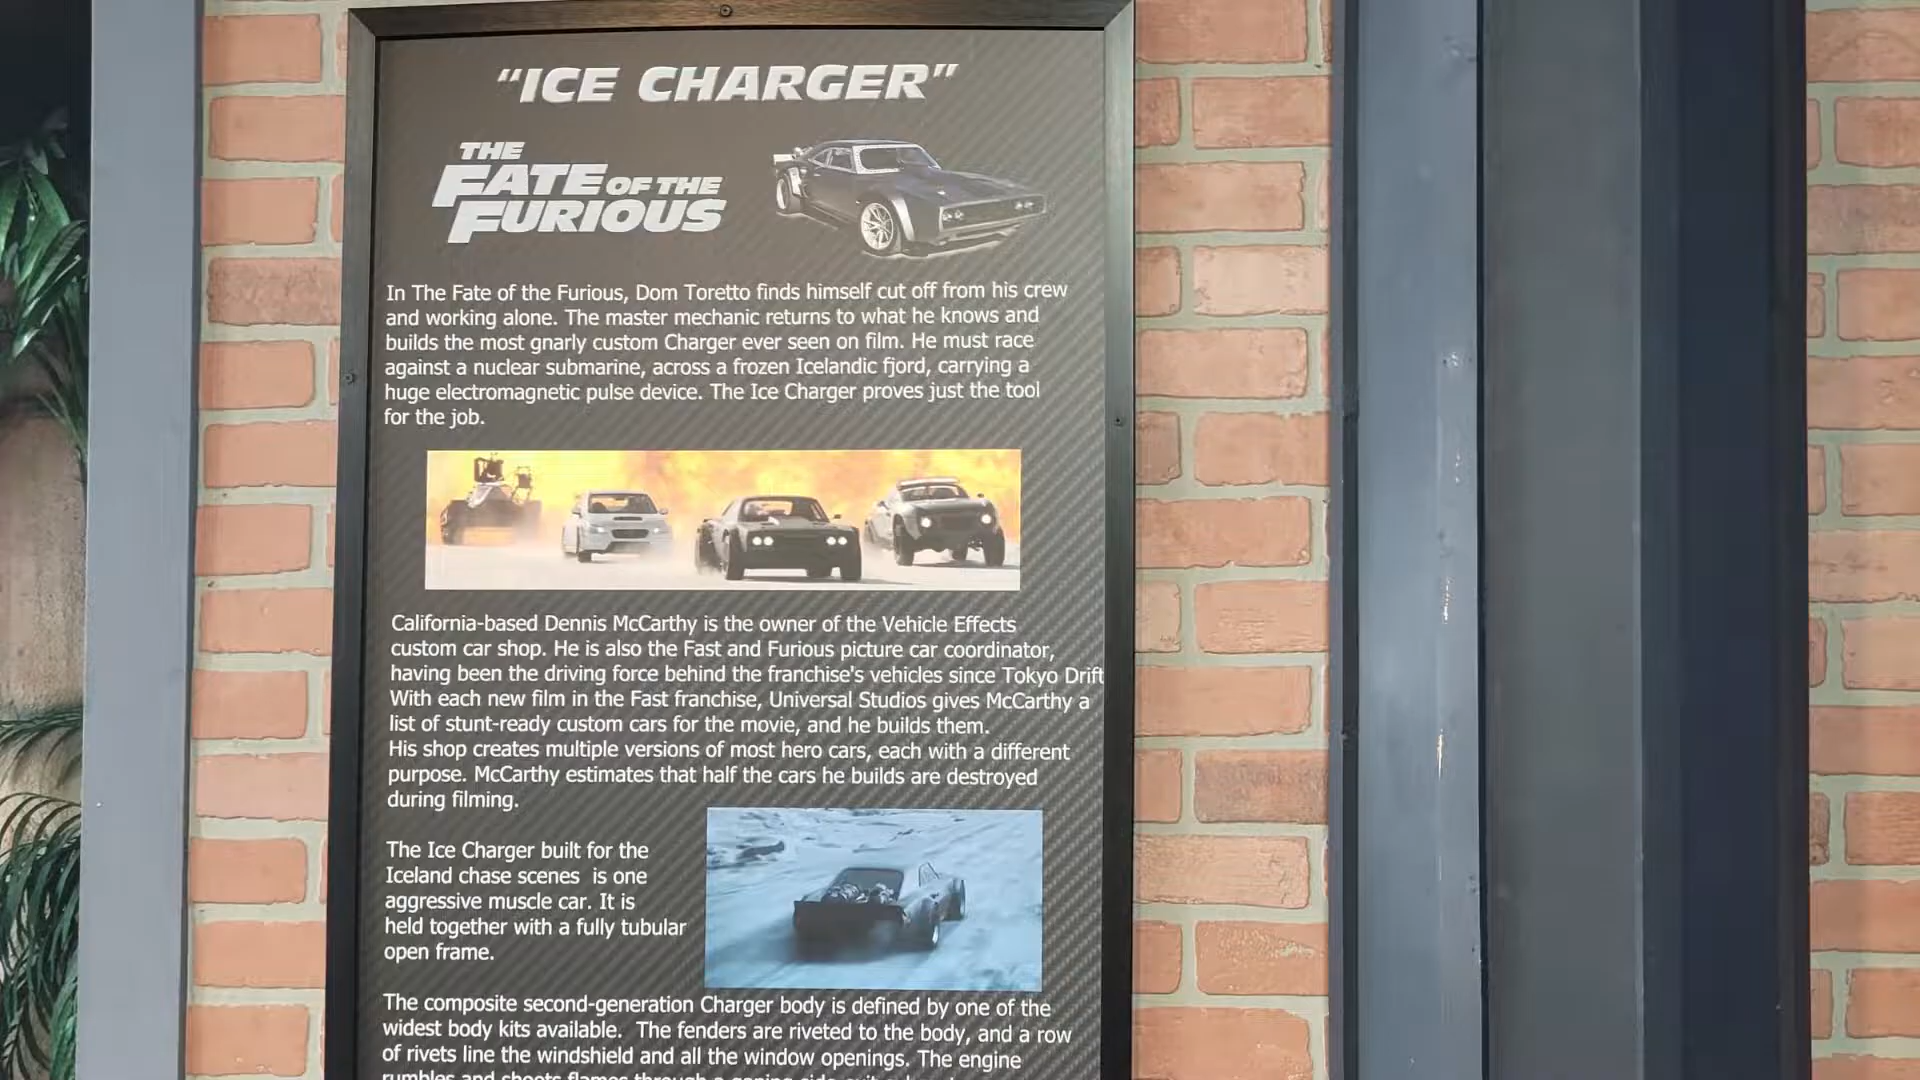 "ICE CHARGER"
THE
FATE OF THE
FURIOUS
In The Fate of the Furious, Dom Toretto finds himself cut off from his crew
and working alone. The master mechanic returns to what he knows and
builds the most gnarly custom Charger ever seen on film. He must race
against a nuclear submarine, across a frozen Icelandic fjord, carrying a
huge electromagnetic pulse device. The Ice Charger proves just the tool
for the job.
California-based Dennis McCarthy is the owner of the Vehicle Effects
custom car shop. He is also the Fast and Furious picture car coordinator,
having been the driving force behind the franchise's vehicles since Tokyo Drift
With each new film in the Fast franchise, Universal Studios gives McCarthy a
list of stunt-ready custom cars for the movie, and he builds them.
His shop creates multiple versions of most hero cars, each with a different
purpose. McCarthy estimates that half the cars he builds are destroyed
during filming.
The Ice Charger built for the
Iceland chase scenes is one
aggressive muscle car. It is
held together with a fully tubular
open frame.
The composite second-generation Charger body is defined by one of the
widest body kits available. The fenders are riveted to the body, and a row
of rivets line the windshield and all the window openings. The engine
rumbles and shoots flames through a gaping side